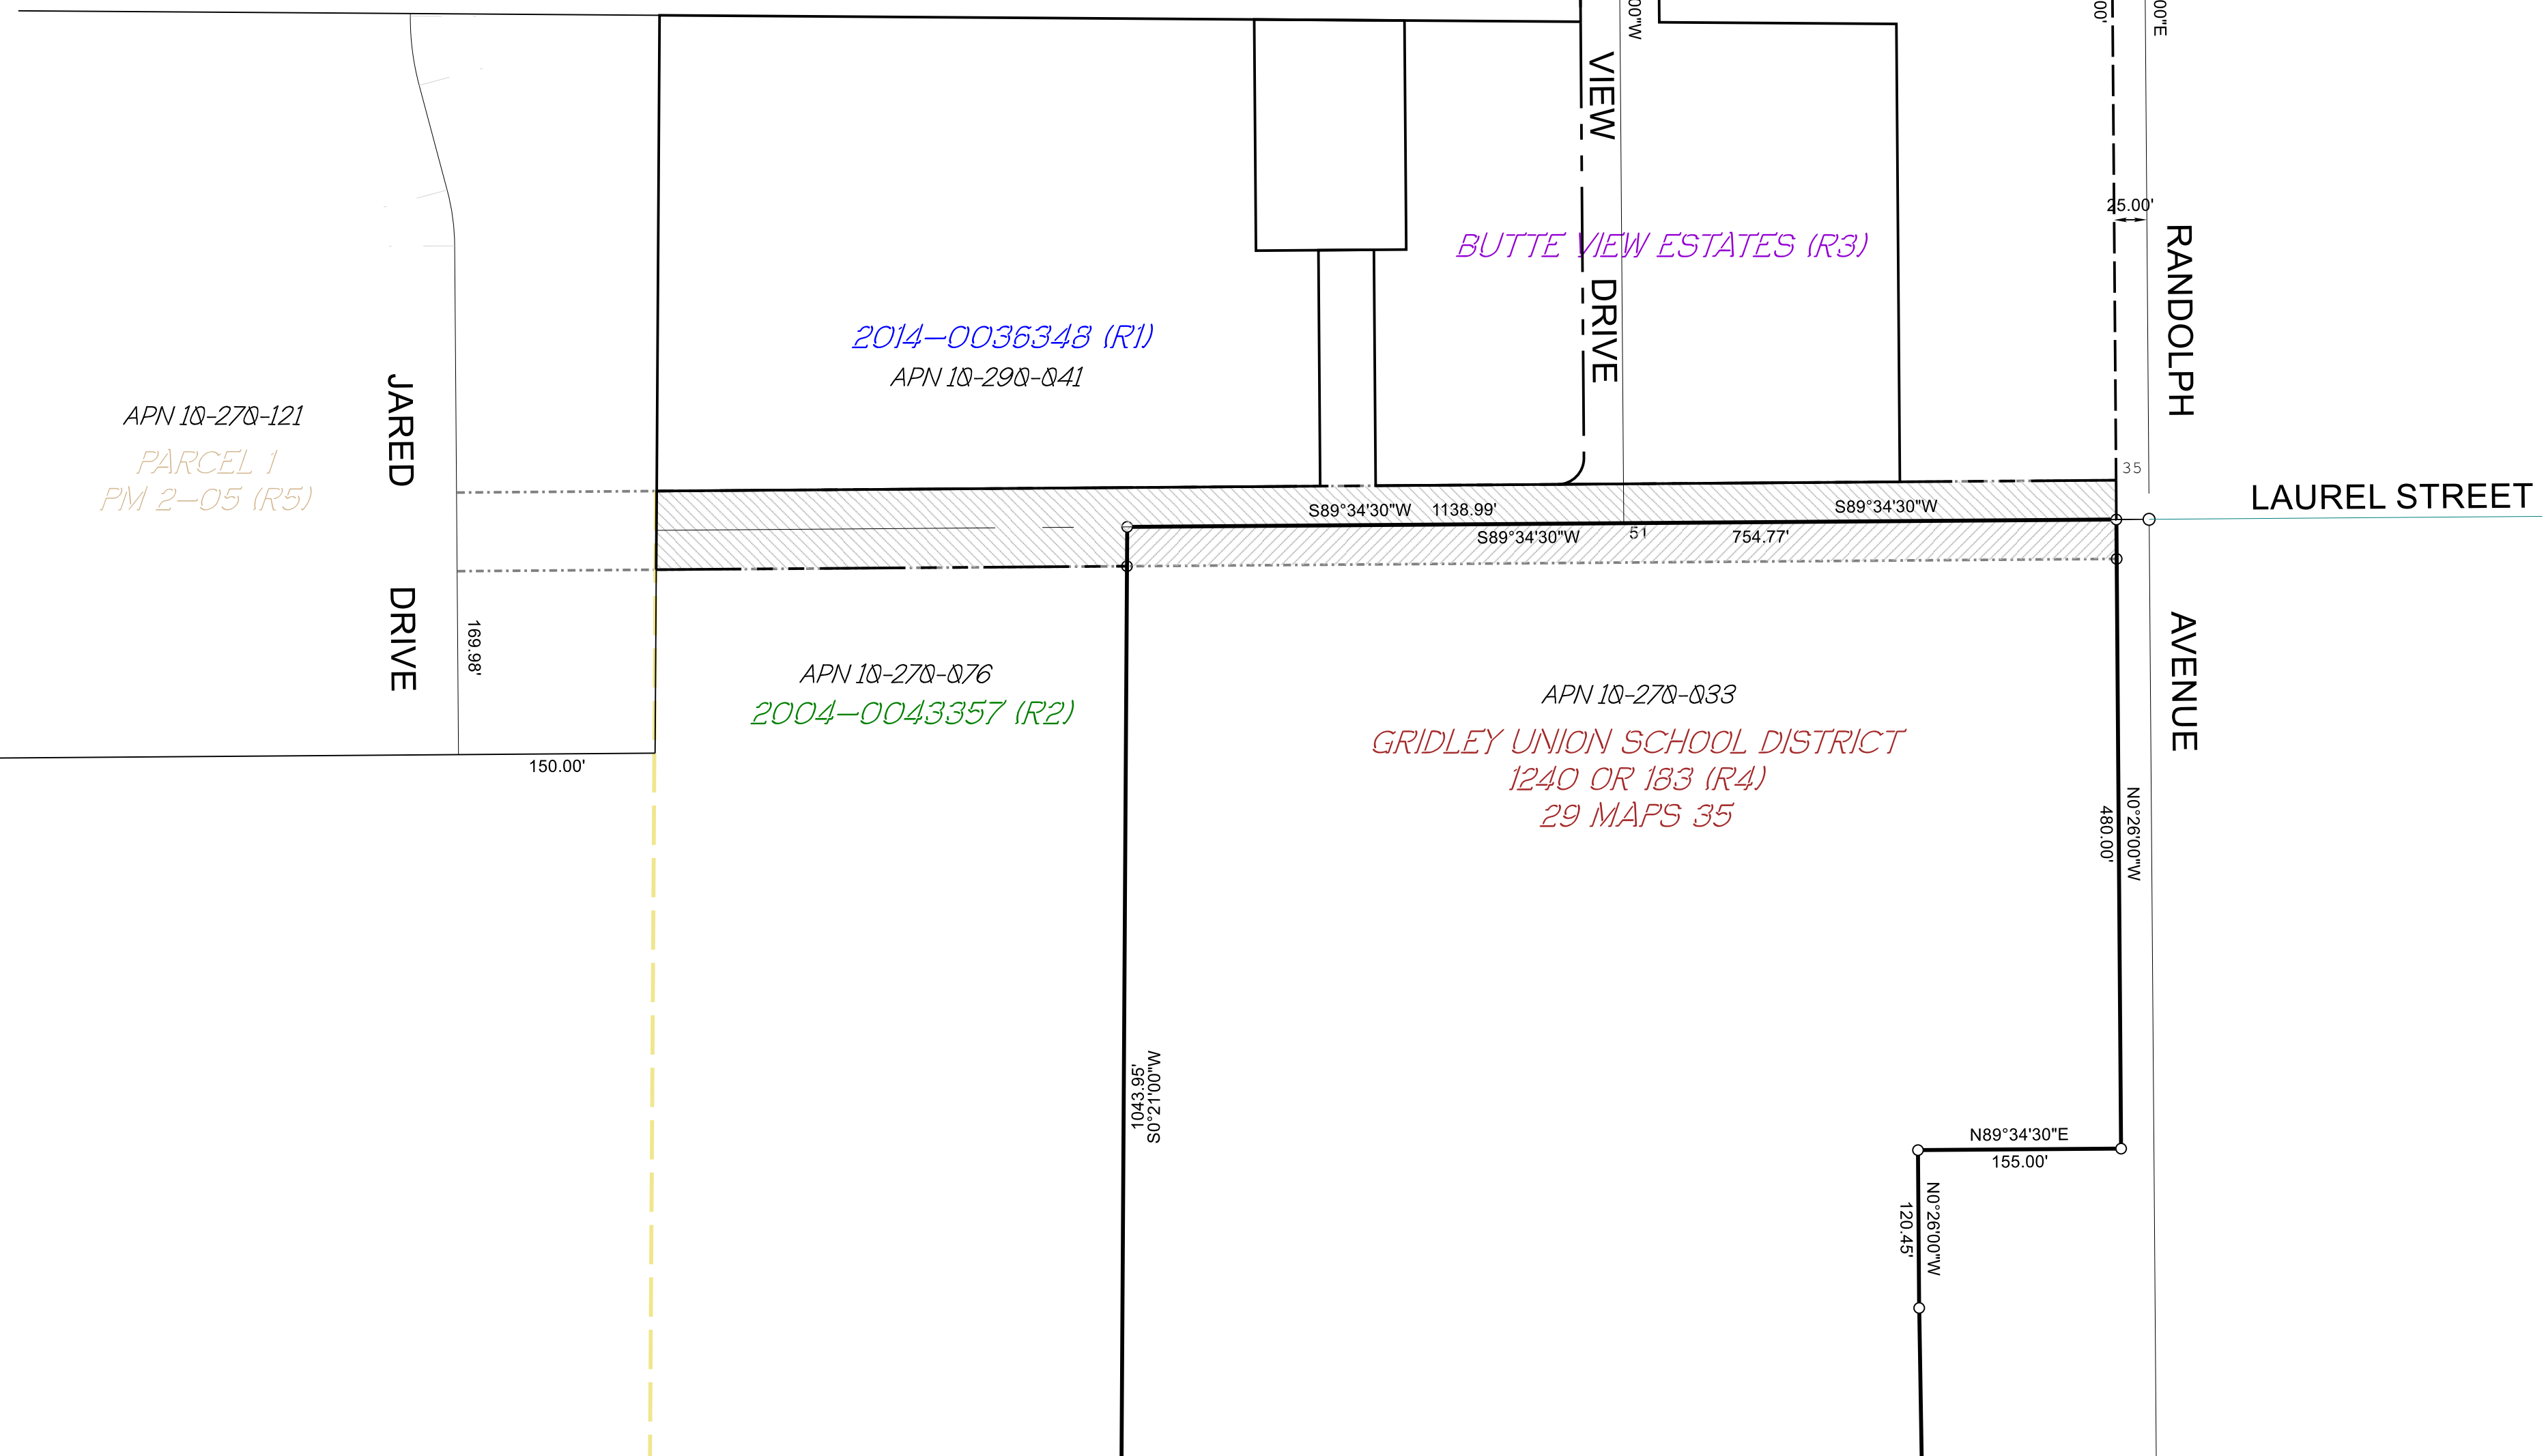 00"W
00'
00"E
VIEW
25.00'
RANDOLPH
BUTTE VIEW ESTATES (R3)
DRIVE
2014-0036348 (R1)
APN 10-290-041
JARED
APN 10-270-121
PARCEL 1
PM 2-05 (R5)
35
LAUREL STREET
S89°34'30"W 1138.99'
S89°34'30"W
S89°34'30"W
51
754.77'
DRIVE
169.98'
AVENUE
APN 10-270-076
2004-0043357 (R2)
APN 10-270-033
GRIDLEY UNION SCHOOL DISTRICT
1240 OR 183 (R4)
29 MAPS 35
150.00'
N0°26'00"W
480.00'
1043.95'
S0°21'00"W
N89°34'30"E
155.00'
N0°26'00"W
120.45'